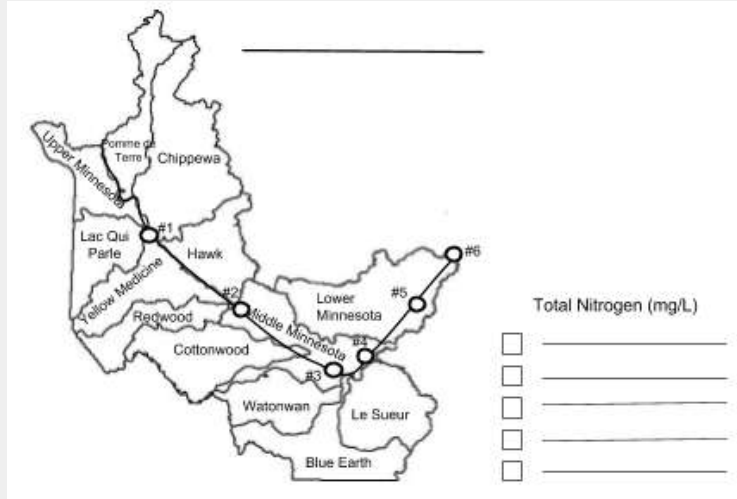 Upper Minnesota
Pomme de
Terre
Chippewa
#1
Lac Qui
Parle
Hawk
Yellow Medicine
#6
#2
#5
Lower
Minnesota
Redwood
Middle Minnesota
Cottonwood
#4
#3
Watonwan
Le Sueur
Blue Earth
Total Nitrogen (mg/L)